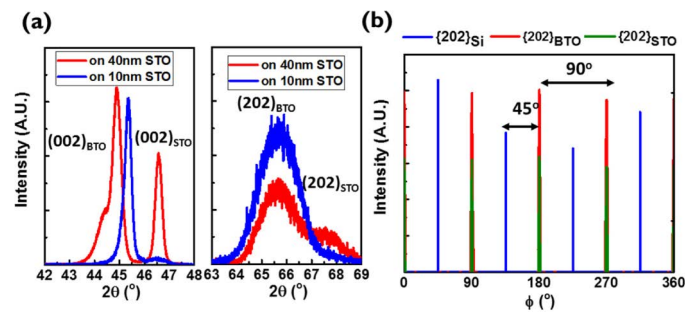 (a)
Intensity (A.U.)
on 40nm STO
on 10nm STO
(002)BTO
(002)STO
42 43 44 45 46 47 48
2θ (°)
on 40nm STO
on 10nm STO
(202)BTO
(202)STO
63 64 65 66 67 68 69
2θ (°)
(b)
{202}Si {202}BTO {202}STO
Intensity (A.U.)
90°
45°
0 90 180 270 360
ϕ (°)